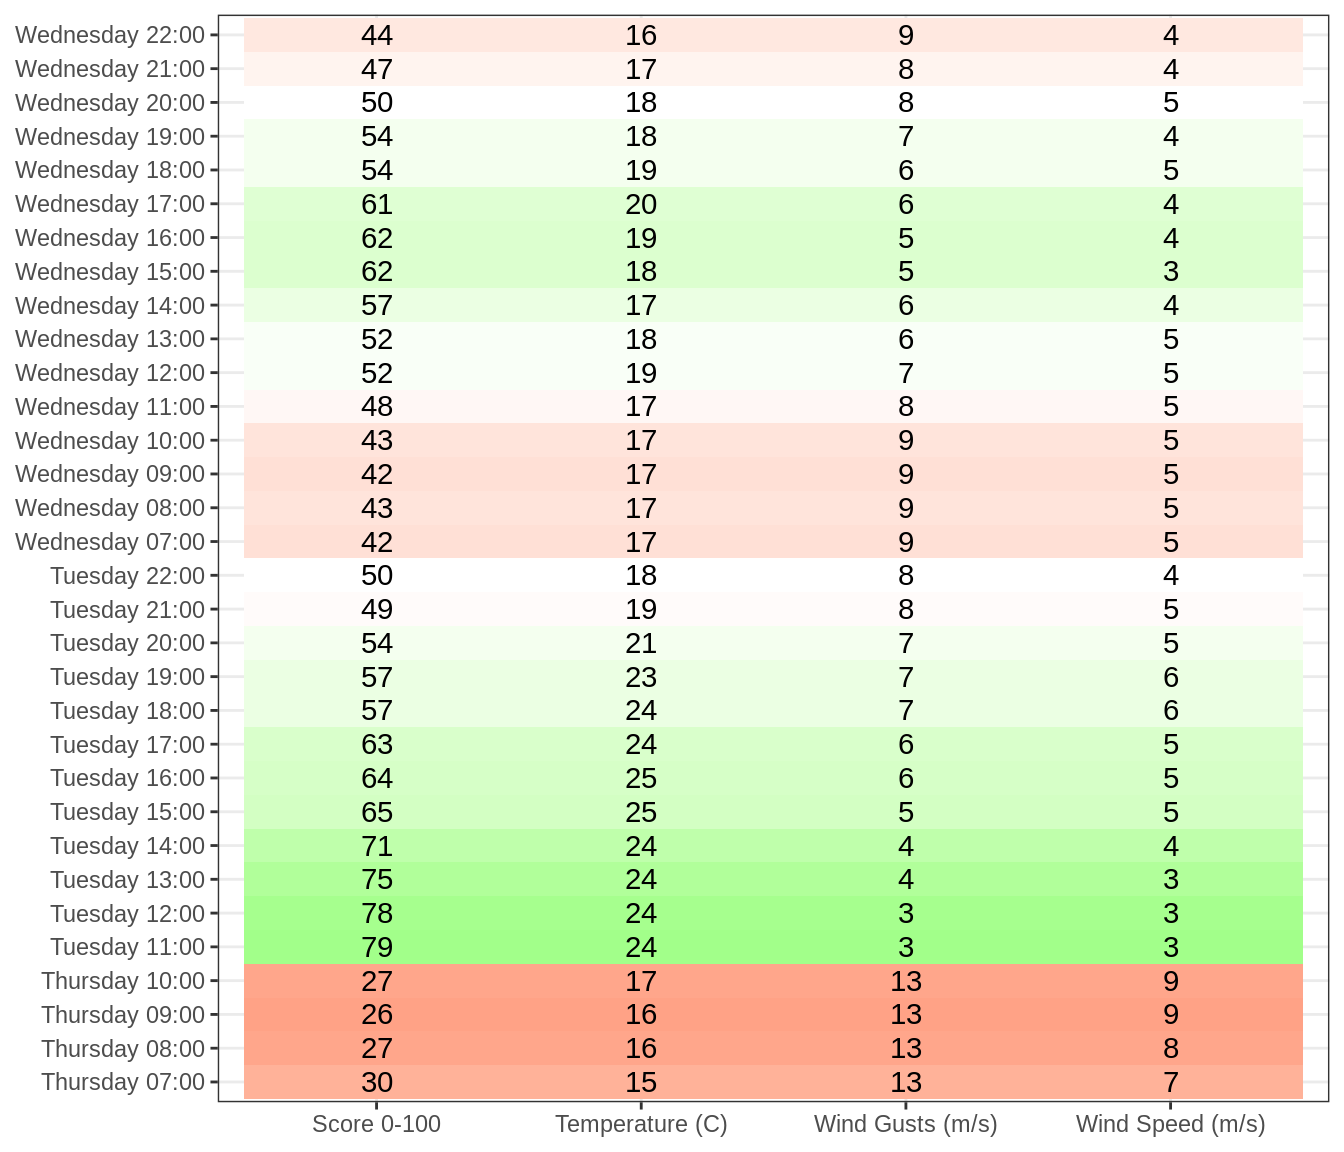 Wednesday 22:00 44 16 9 4
Wednesday 21:00 47 17 8 4
Wednesday 20:00 50 18 8 5
Wednesday 19:00 54 18 7 4
Wednesday 18:00 54 19 6 5
Wednesday 17:00 61 20 6 4
Wednesday 16:00 62 19 5 4
Wednesday 15:00 62 18 5 3
Wednesday 14:00 57 17 6 4
Wednesday 13:00 52 18 6 5
Wednesday 12:00 52 19 7 5
Wednesday 11:00 48 17 8 5
Wednesday 10:00 43 17 9 5
Wednesday 09:00 42 17 9 5
Wednesday 08:00 43 17 9 5
Wednesday 07:00 42 17 9 5
Tuesday 22:00 50 18 8 4
Tuesday 21:00 49 19 8 5
Tuesday 20:00 54 21 7 5
Tuesday 19:00 57 23 7 6
Tuesday 18:00 57 24 7 6
Tuesday 17:00 63 24 6 5
Tuesday 16:00 64 25 6 5
Tuesday 15:00 65 25 5 5
Tuesday 14:00 71 24 4 4
Tuesday 13:00 75 24 4 3
Tuesday 12:00 78 24 3 3
Tuesday 11:00 79 24 3 3
Thursday 10:00 27 17 13 9
Thursday 09:00 26 16 13 9
Thursday 08:00 27 16 13 8
Thursday 07:00 30 15 13 7
Score 0-100 Temperature (C) Wind Gusts (m/s) Wind Speed (m/s)